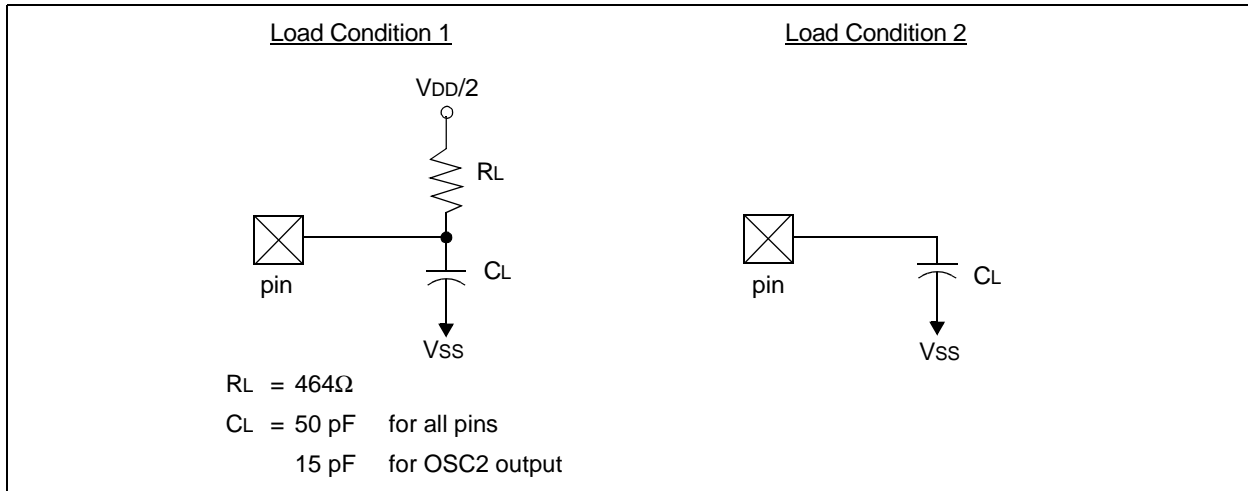 Load Condition 1
VDD/2
RL
pin
CL
VSS
RL = 464Ω
CL = 50 pF for all pins
15 pF for OSC2 output
Load Condition 2
pin
CL
VSS